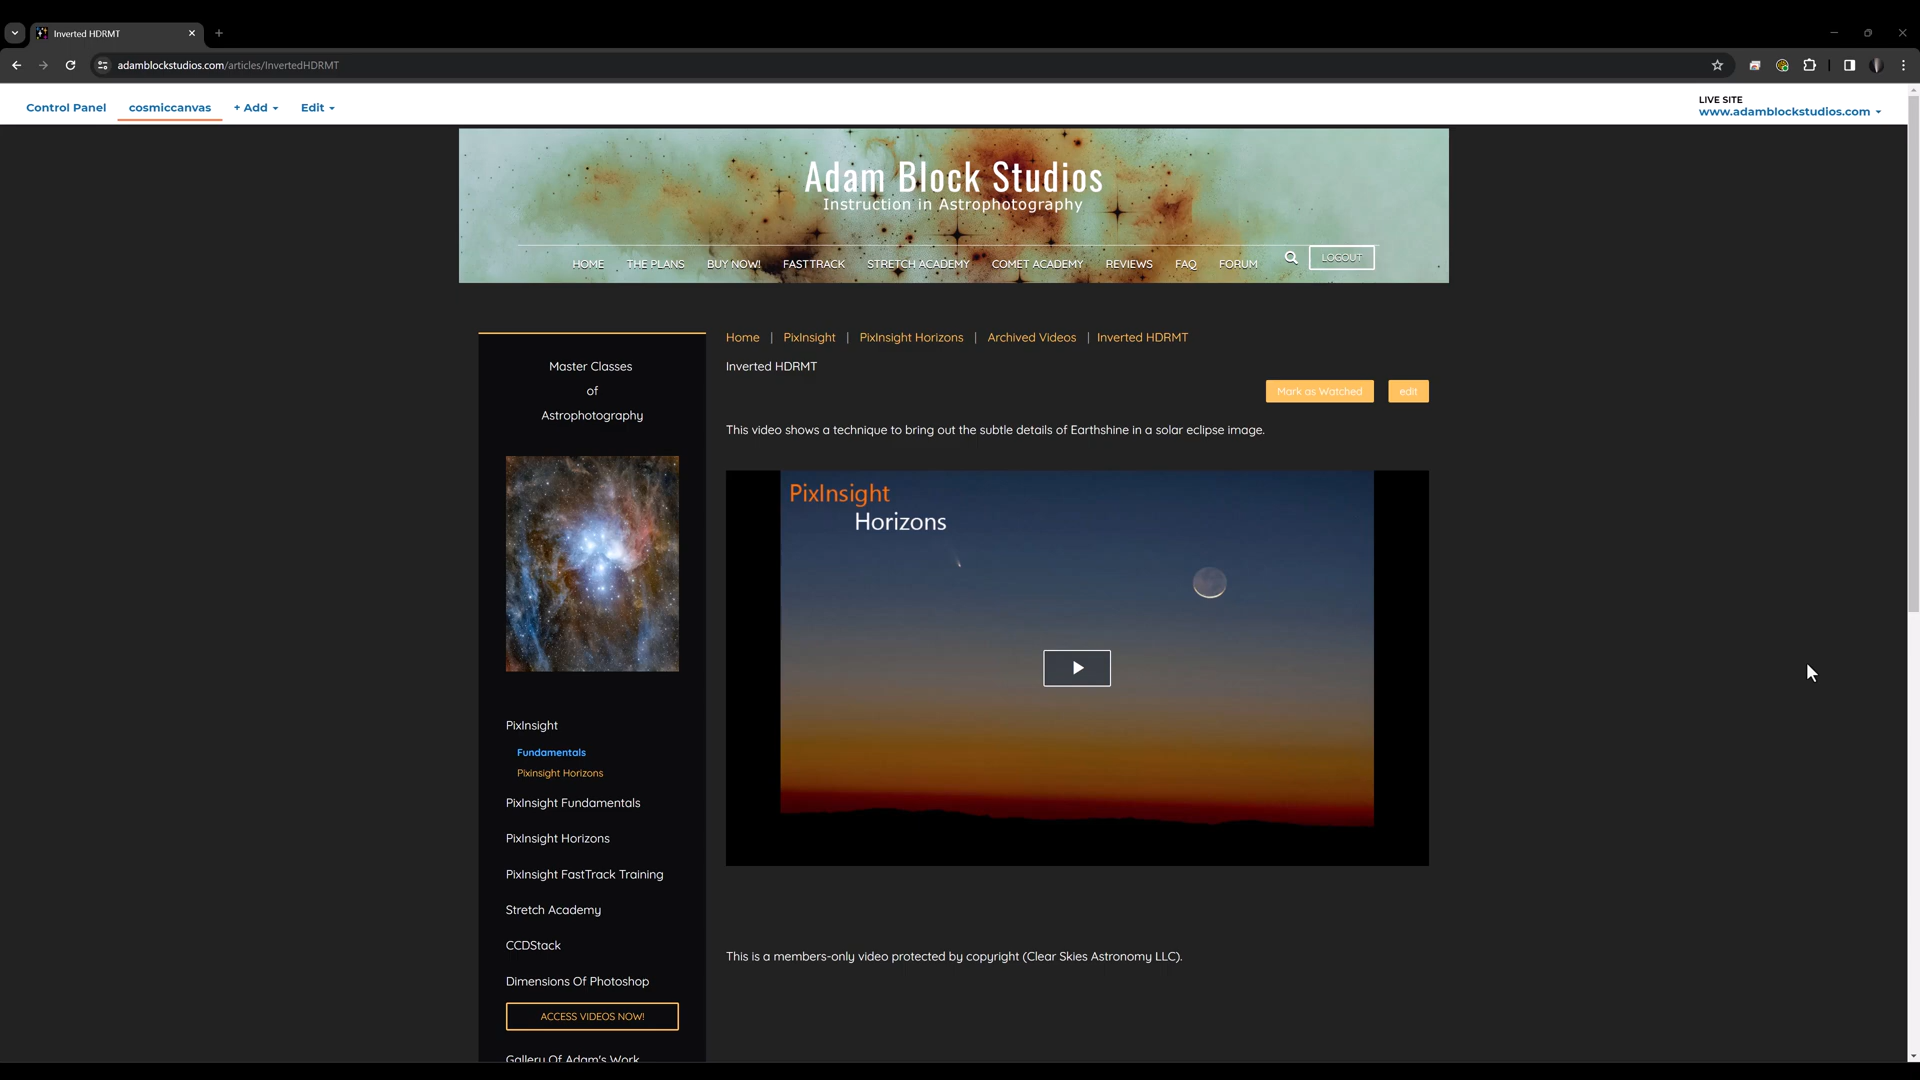 Inverted HDRMT
adamblockstudios.com/articles/InvertedHDRMT
Control Panel cosmiccanvas + Add Edit
LIVE SITE
www.adamblockstudios.com
Adam Block Studios
Instruction in Astrophotography
HOME THE PLANS BUY NOW! FASTTRACK STRETCH ACADEMY COMET ACADEMY REVIEWS FAQ FORUM LOGOUT
Master Classes
of
Astrophotography
PixInsight
Fundamentals
Pixinsight Horizons
PixInsight Fundamentals
PixInsight Horizons
PixInsight FastTrack Training
Stretch Academy
CCDStack
Dimensions Of Photoshop
ACCESS VIDEOS NOW!
Gallery Of Adam's Work
Home | PixInsight | PixInsight Horizons | Archived Videos | Inverted HDRMT
Inverted HDRMT
Mark as Watched edit
This video shows a technique to bring out the subtle details of Earthshine in a solar eclipse image.
PixInsight
Horizons
This is a members-only video protected by copyright (Clear Skies Astronomy LLC).